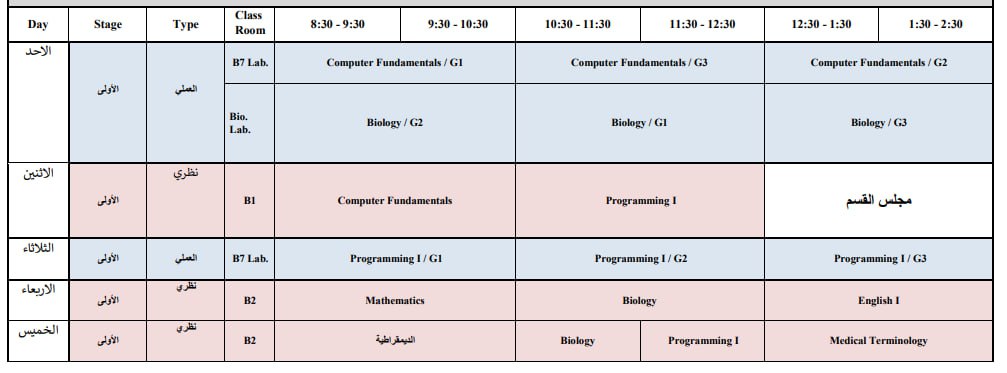 Day Stage Type Class Room 8:30 - 9:30 9:30 - 10:30 10:30 - 11:30 11:30 - 12:30 12:30 - 1:30 1:30 - 2:30
الاحد الأولى العملي B7 Lab. Computer Fundamentals / G1 Computer Fundamentals / G3 Computer Fundamentals / G2
Bio. Lab. Biology / G2 Biology / G1 Biology / G3
الاثنين الأولى نظري B1 Computer Fundamentals Programming I مجلس القسم
الثلاثاء الأولى العملي B7 Lab. Programming I / G1 Programming I / G2 Programming I / G3
الاربعاء الأولى نظري B2 Mathematics Biology English I
الخميس الأولى نظري B2 الديمقراطية Biology Programming I Medical Terminology